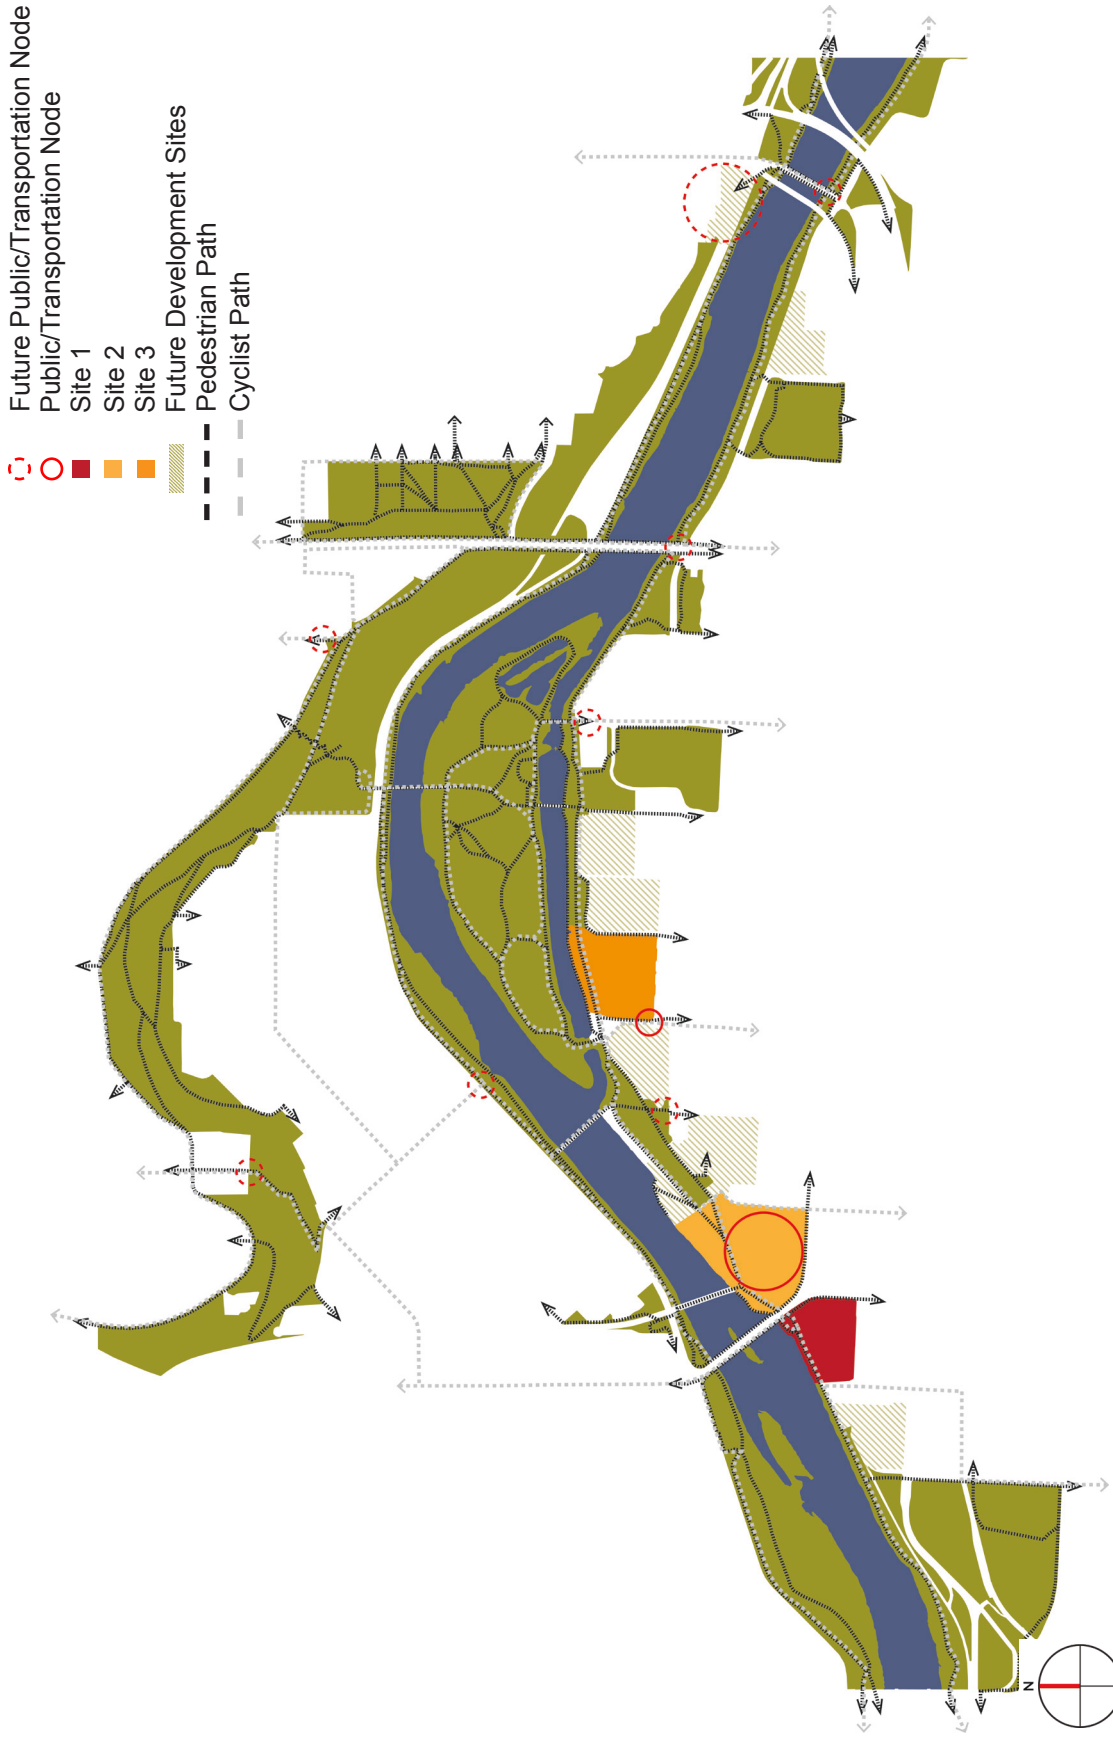 Future Public/Transportation Node
Public/Transportation Node
Site 1
Site 2
Site 3
Future Development Sites
Pedestrian Path
Cyclist Path
N